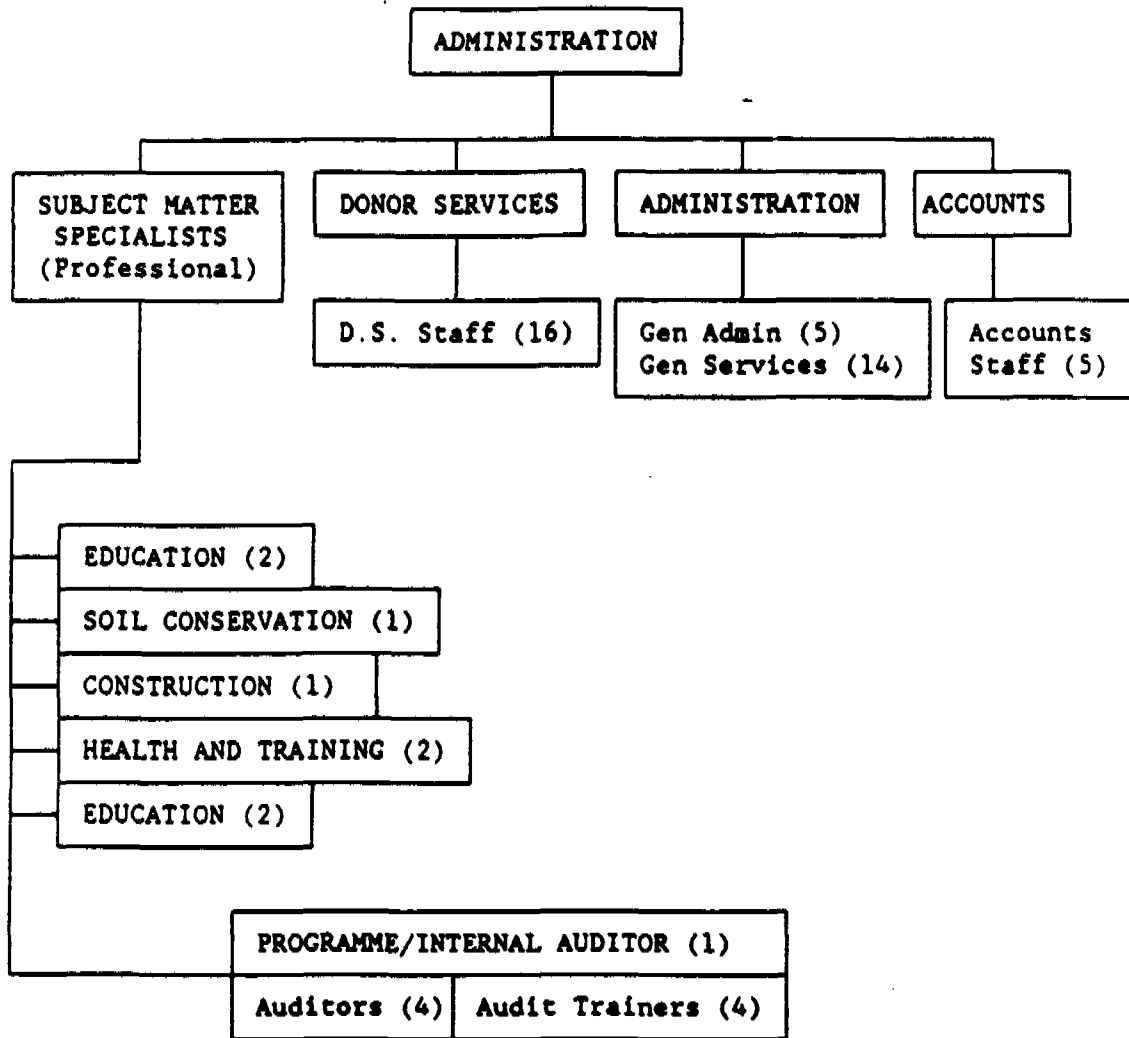 ADMINISTRATION
SUBJECT MATTER
SPECIALISTS
(Professional)
DONOR SERVICES
ADMINISTRATION
ACCOUNTS
D.S. Staff (16)
Gen Admin (5)
Gen Services (14)
Accounts
Staff (5)
EDUCATION (2)
SOIL CONSERVATION (1)
CONSTRUCTION (1)
HEALTH AND TRAINING (2)
EDUCATION (2)
PROGRAMME/INTERNAL AUDITOR (1)
Auditors (4)
Audit Trainers (4)